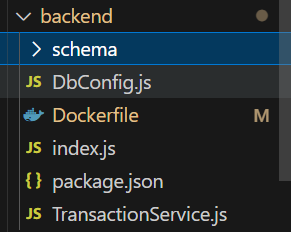 backend
schema
JS DbConfig.js
Dockerfile M
JS index.js
{} package.json
JS TransactionService.js